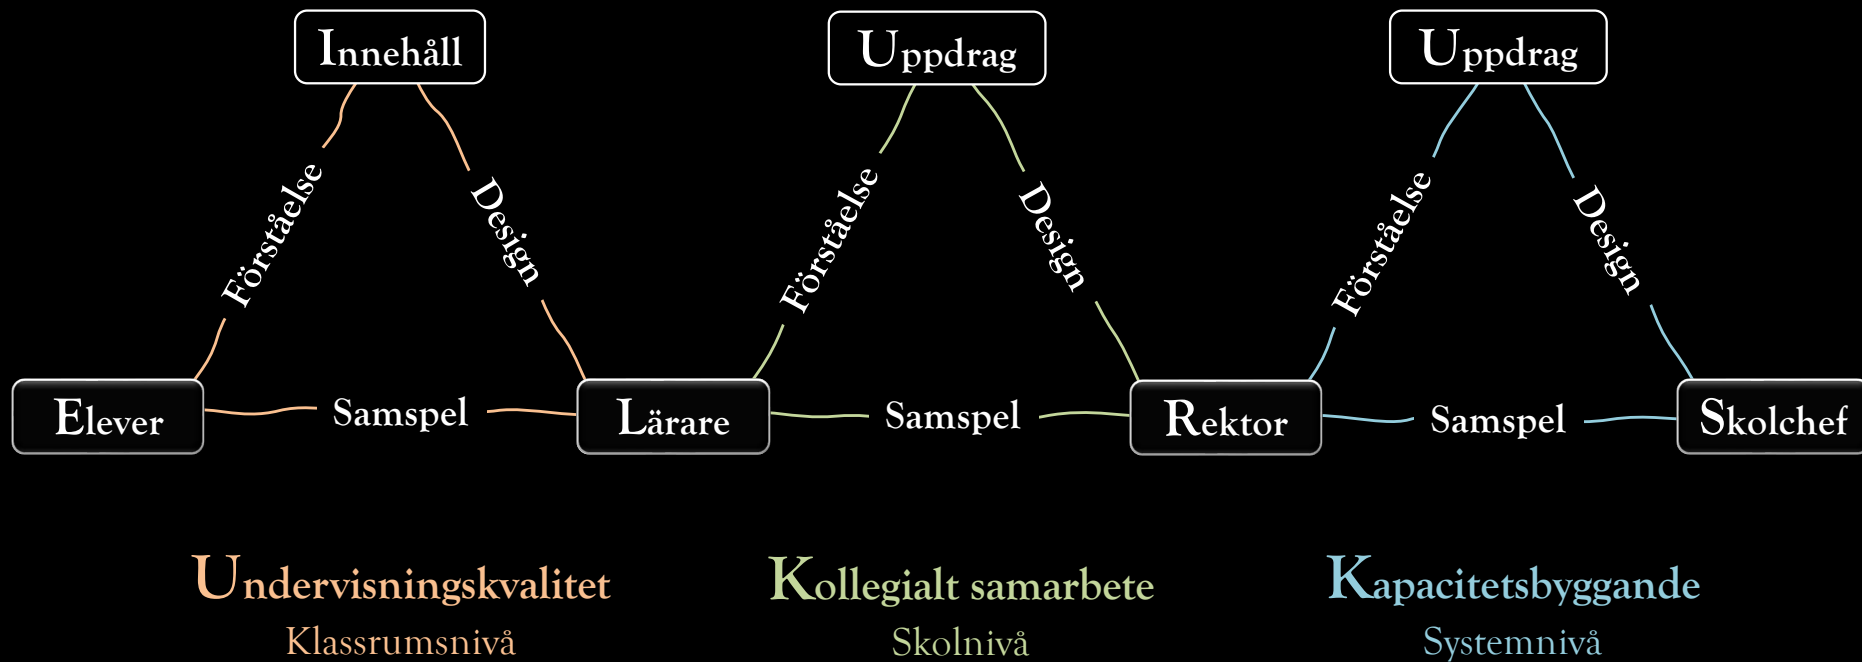 Innehåll
Uppdrag
Uppdrag
Förståelse
Design
Förståelse
Design
Förståelse
Design
Elever
Samspel
Lärare
Samspel
Rektor
Samspel
Skolchef
Undervisningskvalitet
Kollegialt samarbete
Kapacitetsbyggande
Klassrumsnivå
Skolnivå
Systemnivå